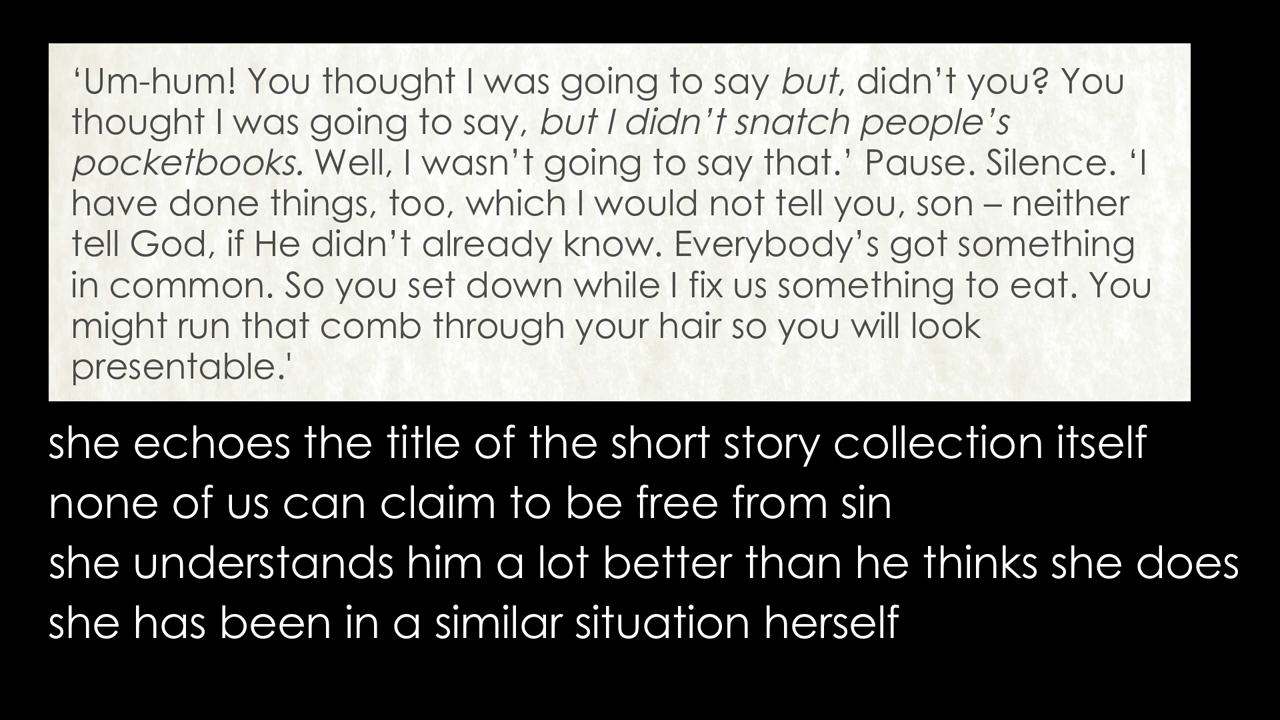 ‘Um-hum! You thought I was going to say but, didn’t you? You
thought I was going to say, but I didn’t snatch people’s
pocketbooks. Well, I wasn’t going to say that.’ Pause. Silence. ‘I
have done things, too, which I would not tell you, son – neither
tell God, if He didn’t already know. Everybody’s got something
in common. So you set down while I fix us something to eat. You
might run that comb through your hair so you will look
presentable.'
she echoes the title of the short story collection itself
none of us can claim to be free from sin
she understands him a lot better than he thinks she does
she has been in a similar situation herself